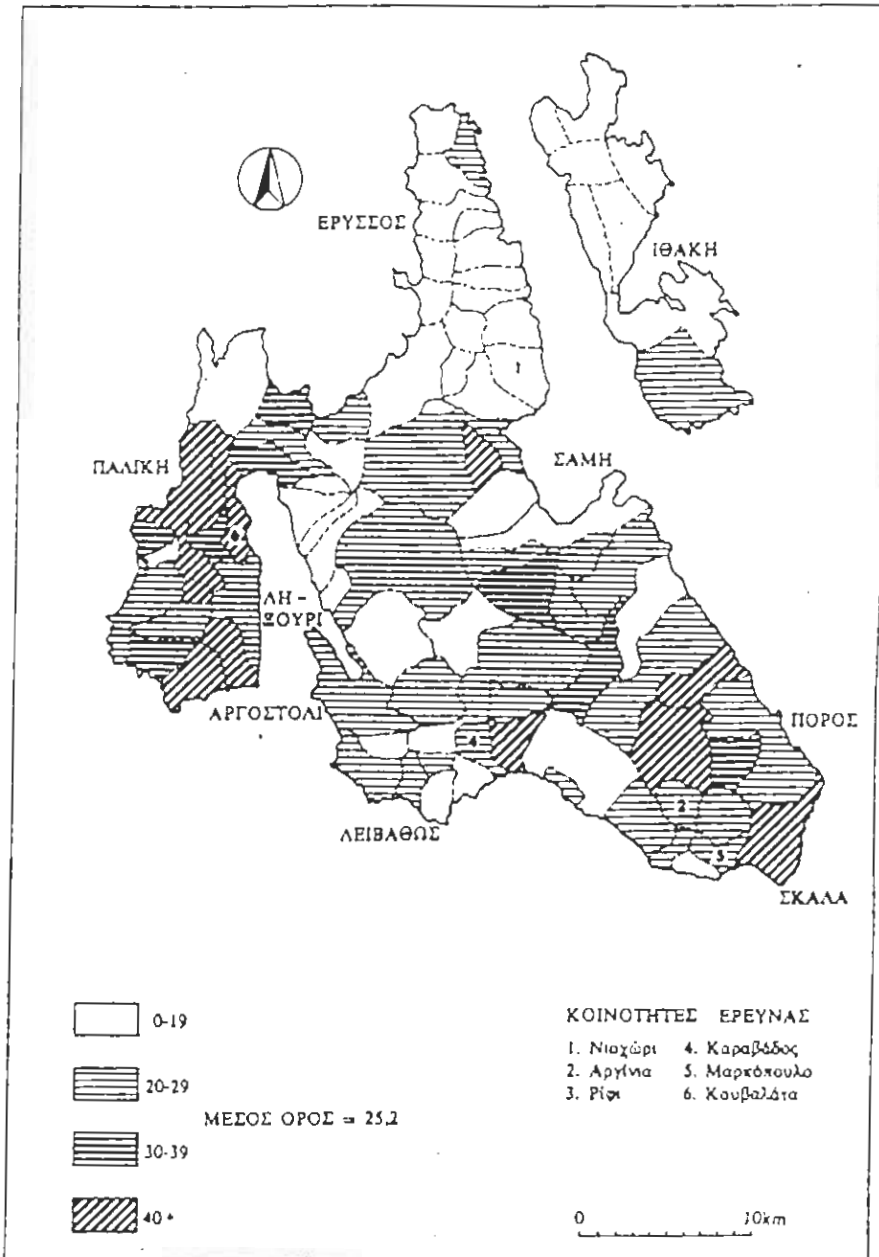 ΕΡΥΣΣΟΣ
ΙΘΑΚΗ
1
ΠΑΛΙΚΗ
ΣΑΜΗ
6
ΛΗ-
ΞΟΥΡΙ
ΑΡΓΟΣΤΟΛΙ
ΠΟΡΟΣ
4
2
ΛΕΙΒΑΘΩΣ
5
ΣΚΑΛΑ
0-19
20-29
30-39
40+
ΜΕΣΟΣ ΟΡΟΣ = 25,2
ΚΟΙΝΟΤΗΤΕΣ ΕΡΕΥΝΑΣ
1. Νιοχώρι 4. Καραβάδος
2. Αργίνια 5. Μαρκόπουλο
3. Ρίφι 6. Κουβαλάτα
0 10km